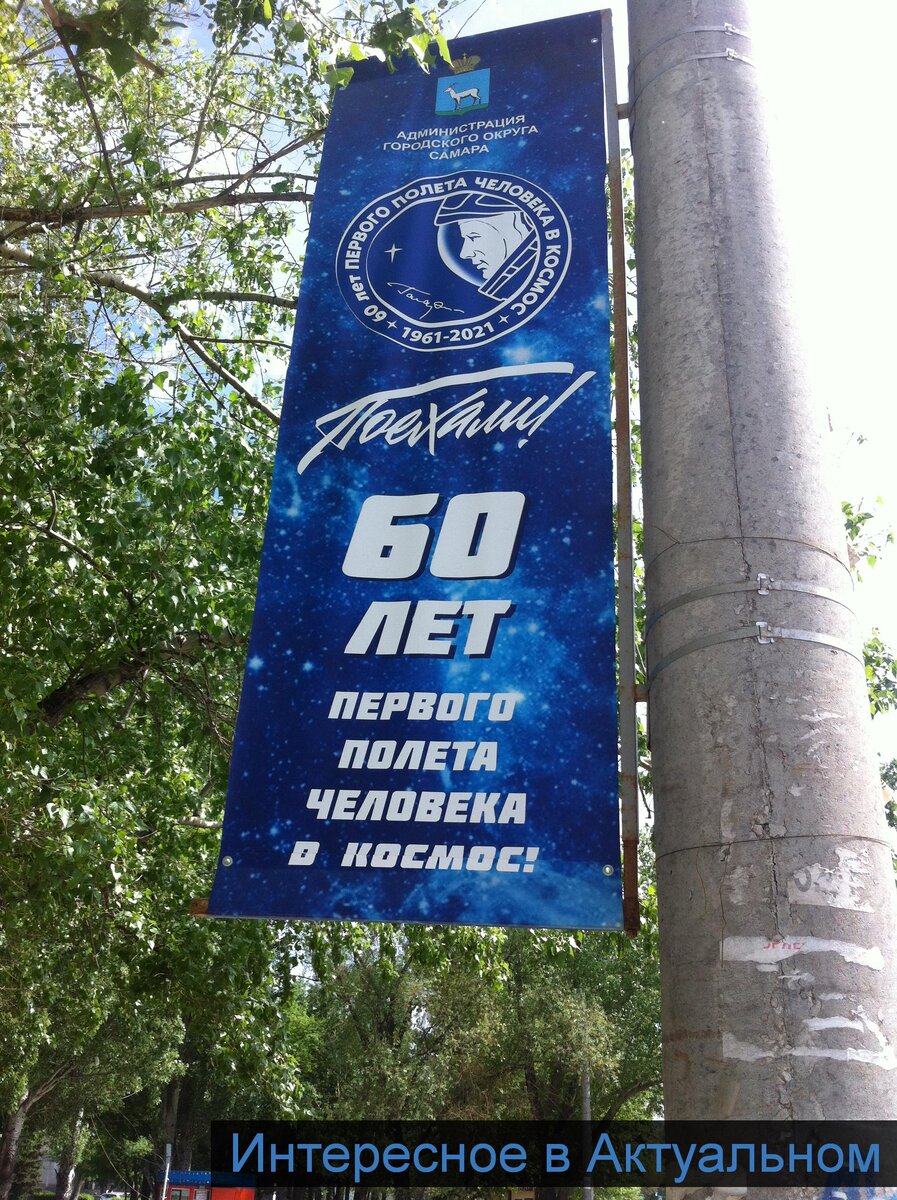 АДМИНИСТРАЦИЯ
ГОРОДСКОГО ОКРУГА
САМАРА
60 лет ПЕРВОГО ПОЛЕТА ЧЕЛОВЕКА В КОСМОС
1961-2021
Поехали!
60
ЛЕТ
ПЕРВОГО
ПОЛЕТА
ЧЕЛОВЕКА
В КОСМОС!
Интересное в Актуальном